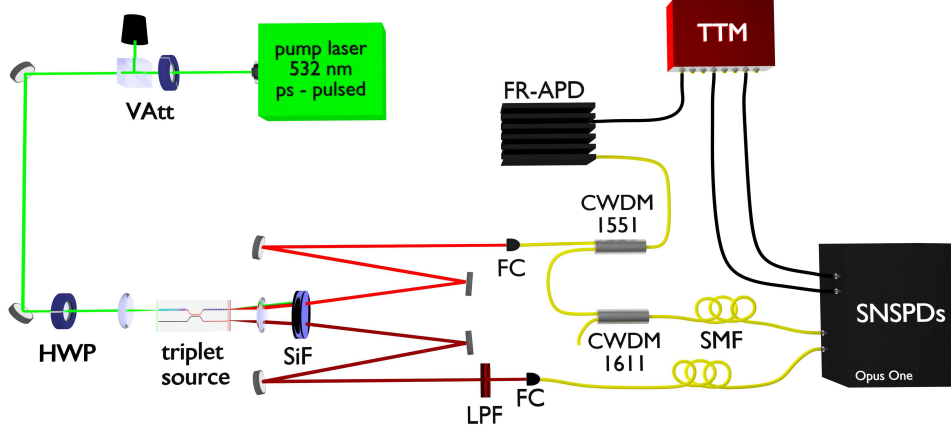 TTM
pump laser
532 nm
ps - pulsed
FR-APD
VAtt
CWDM
1551
FC
SNSPDs
HWP
triplet
source
SiF
CWDM
1611
SMF
Opus One
LPF
FC